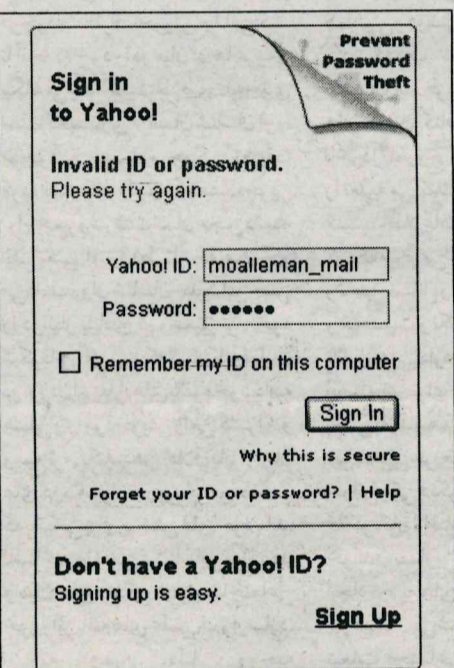 Prevent
Password
Theft
Sign in
to Yahoo!
Invalid ID or password.
Please try again.
Yahoo! ID: moalleman_mail
Password: ••••••
Remember my ID on this computer
Sign In
Why this is secure
Forget your ID or password? | Help
Don't have a Yahoo! ID?
Signing up is easy.
Sign Up